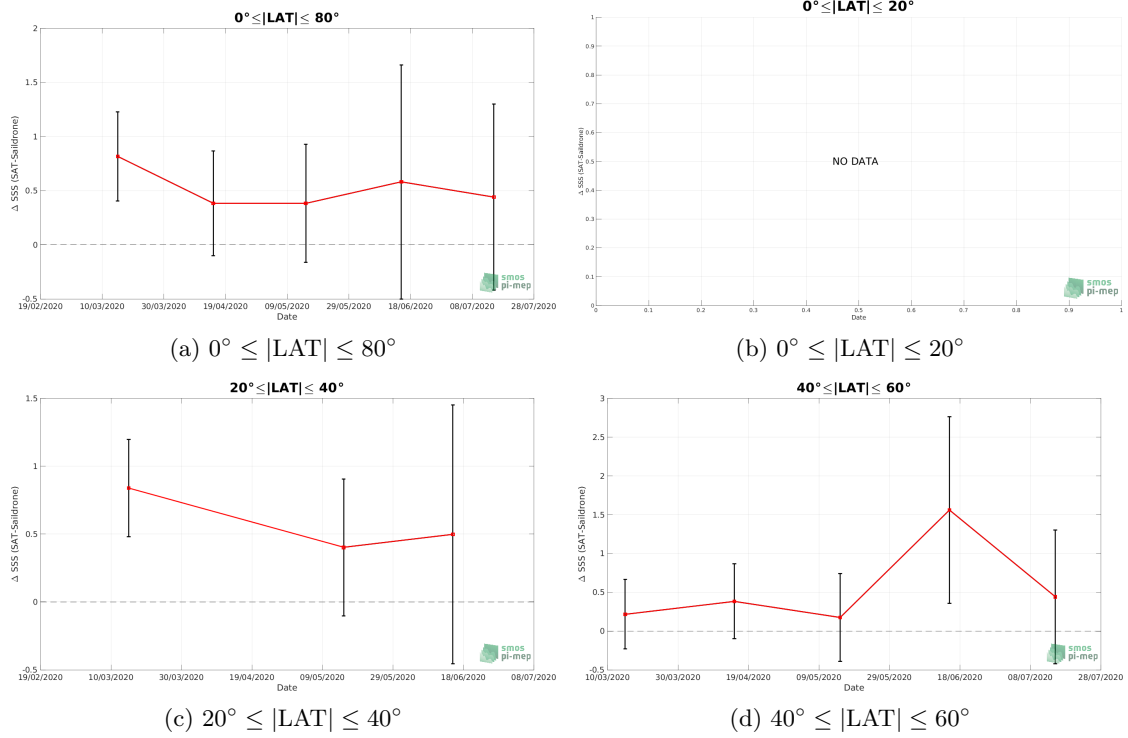 0°≤|LAT|≤ 80°
Δ SSS (SAT-Saildrone)
2
1.5
1
0.5
0
-0.5
19/02/2020 10/03/2020 30/03/2020 19/04/2020 09/05/2020 29/05/2020 18/06/2020 08/07/2020 28/07/2020
Date
smos
pi-mep
(a) 0° ≤ |LAT| ≤ 80°
0°≤|LAT|≤ 20°
Δ SSS (SAT-Saildrone)
1
0.9
0.8
0.7
0.6
0.5
0.4
0.3
0.2
0.1
0
NO DATA
0 0.1 0.2 0.3 0.4 0.5 0.6 0.7 0.8 0.9 1
Date
smos
pi-mep
(b) 0° ≤ |LAT| ≤ 20°
20°≤|LAT|≤ 40°
Δ SSS (SAT-Saildrone)
1.5
1
0.5
0
-0.5
19/02/2020 10/03/2020 30/03/2020 19/04/2020 09/05/2020 29/05/2020 18/06/2020 08/07/2020
Date
smos
pi-mep
(c) 20° ≤ |LAT| ≤ 40°
40°≤|LAT|≤ 60°
Δ SSS (SAT-Saildrone)
3
2.5
2
1.5
1
0.5
0
-0.5
10/03/2020 30/03/2020 19/04/2020 09/05/2020 29/05/2020 18/06/2020 08/07/2020 28/07/2020
Date
smos
pi-mep
(d) 40° ≤ |LAT| ≤ 60°